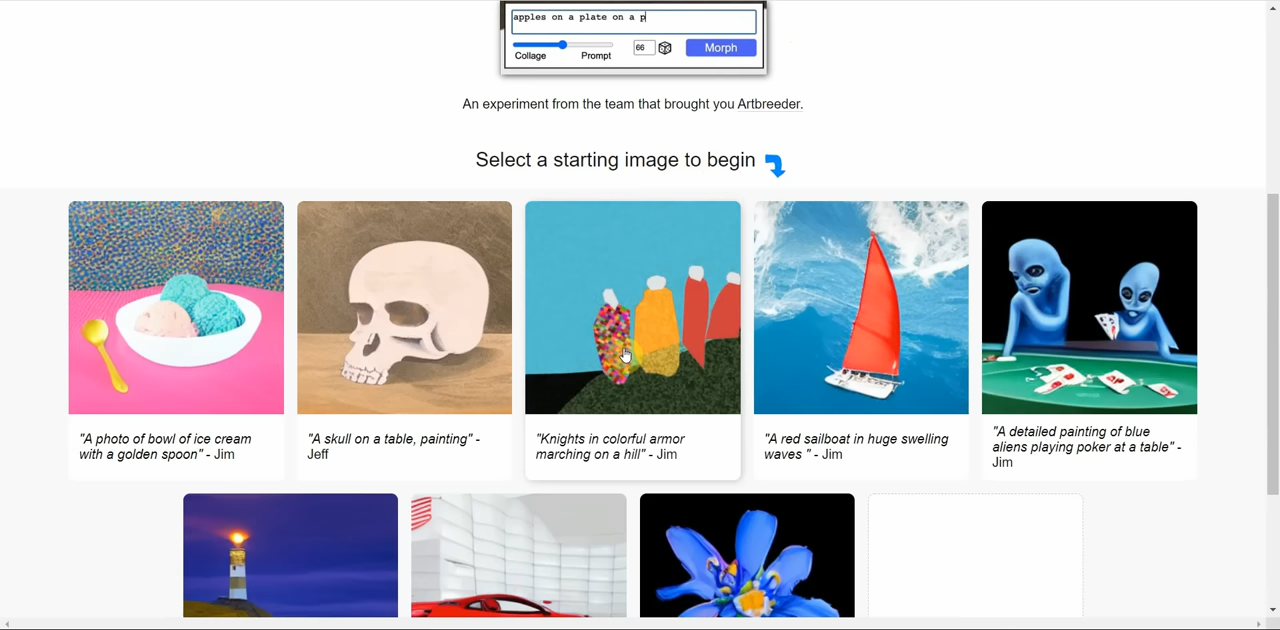 apples on a plate on a p
66
Morph
Collage
Prompt
An experiment from the team that brought you Artbreeder.
Select a starting image to begin
"A photo of bowl of ice cream
with a golden spoon" - Jim
"A skull on a table, painting" -
Jeff
"Knights in colorful armor
marching on a hill" - Jim
"A red sailboat in huge swelling
waves " - Jim
"A detailed painting of blue
aliens playing poker at a table" -
Jim